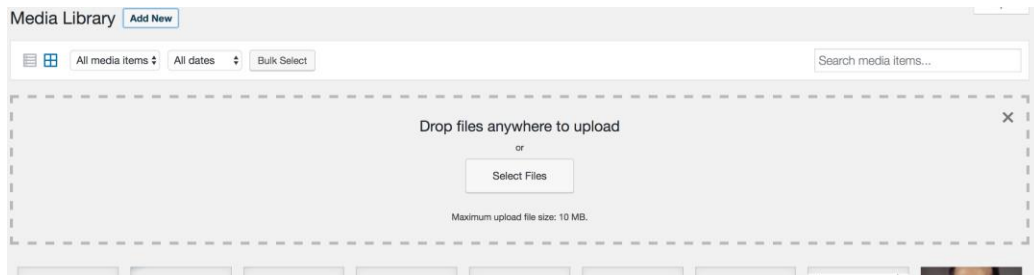 Media Library Add New
All media items All dates Bulk Select Search media items...
Drop files anywhere to upload
or
Select Files
Maximum upload file size: 10 MB.